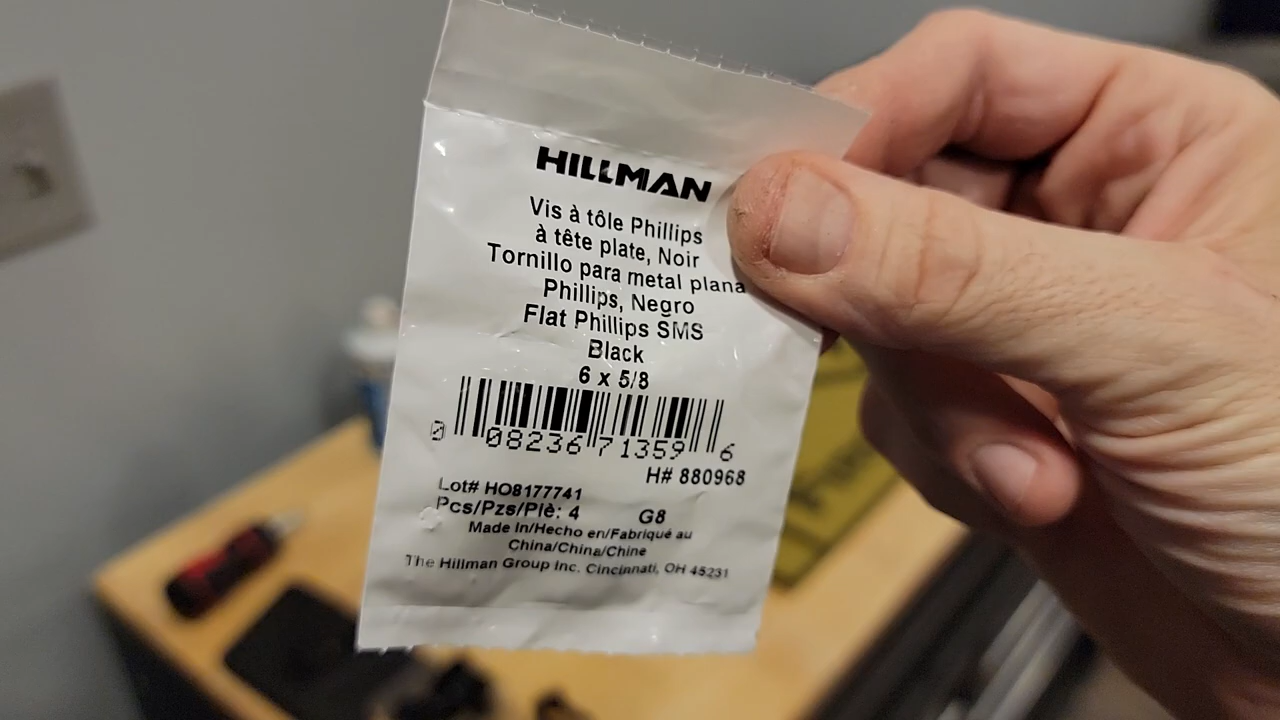 HILLMAN
Vis à tôle Phillips
à tête plate, Noir
Tornillo para metal plana
Phillips, Negro
Flat Phillips SMS
Black
6 x 5/8
0 08236 71359 6
H# 880968
Lot# HO8177741
Pcs/Pzs/Piè: 4 G8
Made In/Hecho en/Fabriqué au
China/China/Chine
The Hillman Group Inc. Cincinnati, OH 45231